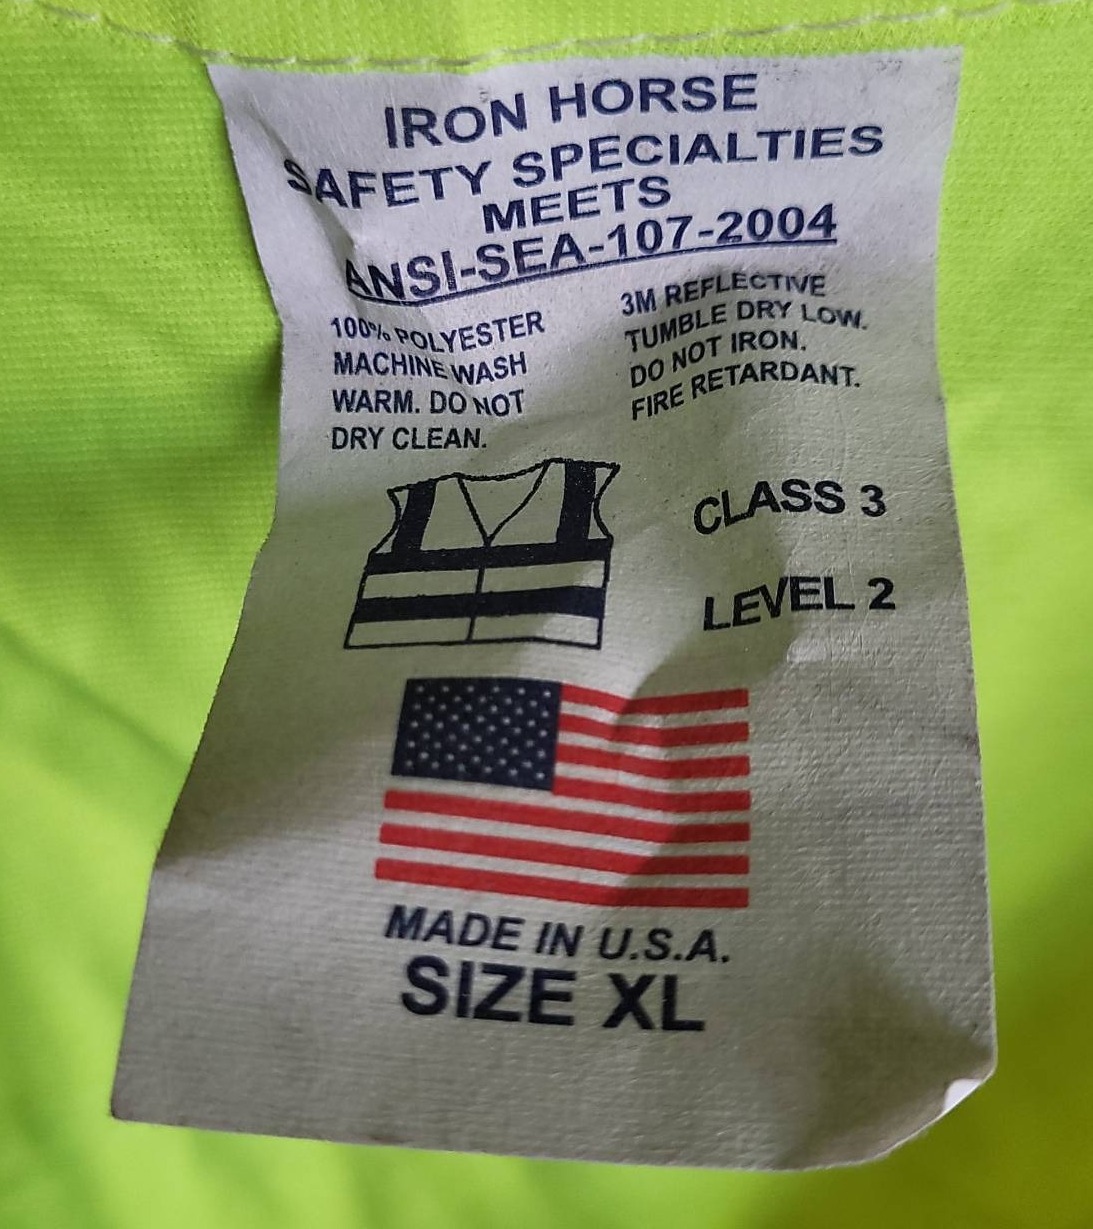 IRON HORSE
SAFETY SPECIALTIES
MEETS
ANSI-SEA-107-2004
100% POLYESTER
MACHINE WASH
WARM. DO NOT
DRY CLEAN.
3M REFLECTIVE
TUMBLE DRY LOW.
DO NOT IRON.
FIRE RETARDANT.
CLASS 3
LEVEL 2
MADE IN U.S.A.
SIZE XL